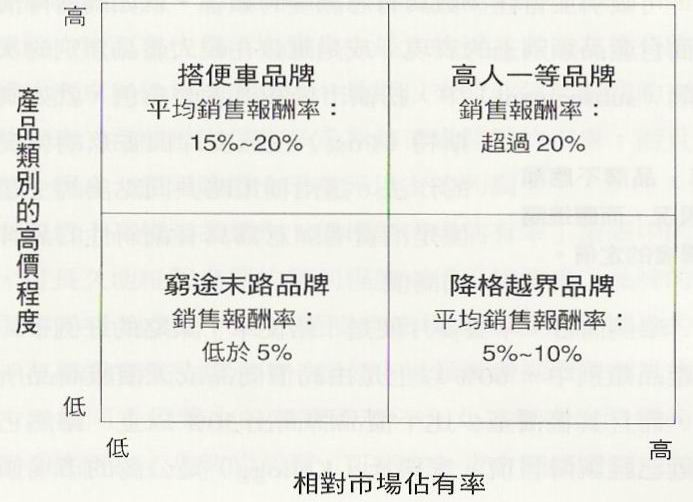 高
產品類別的高價程度
低
搭便車品牌
平均銷售報酬率：
15%~20%
高人一等品牌
銷售報酬率：
超過 20%
窮途末路品牌
銷售報酬率：
低於 5%
降格越界品牌
平均銷售報酬率：
5%~10%
低
高
相對市場佔有率